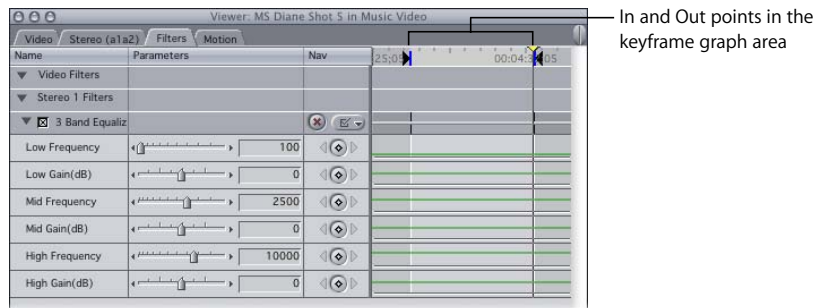 Viewer: MS Diane Shot 5 in Music Video
Video Stereo (a1a2) Filters Motion
Name Parameters Nav
Video Filters
Stereo 1 Filters
3 Band Equaliz
Low Frequency 100
Low Gain(dB) 0
Mid Frequency 2500
Mid Gain(dB) 0
High Frequency 10000
High Gain(dB) 0
In and Out points in the
keyframe graph area